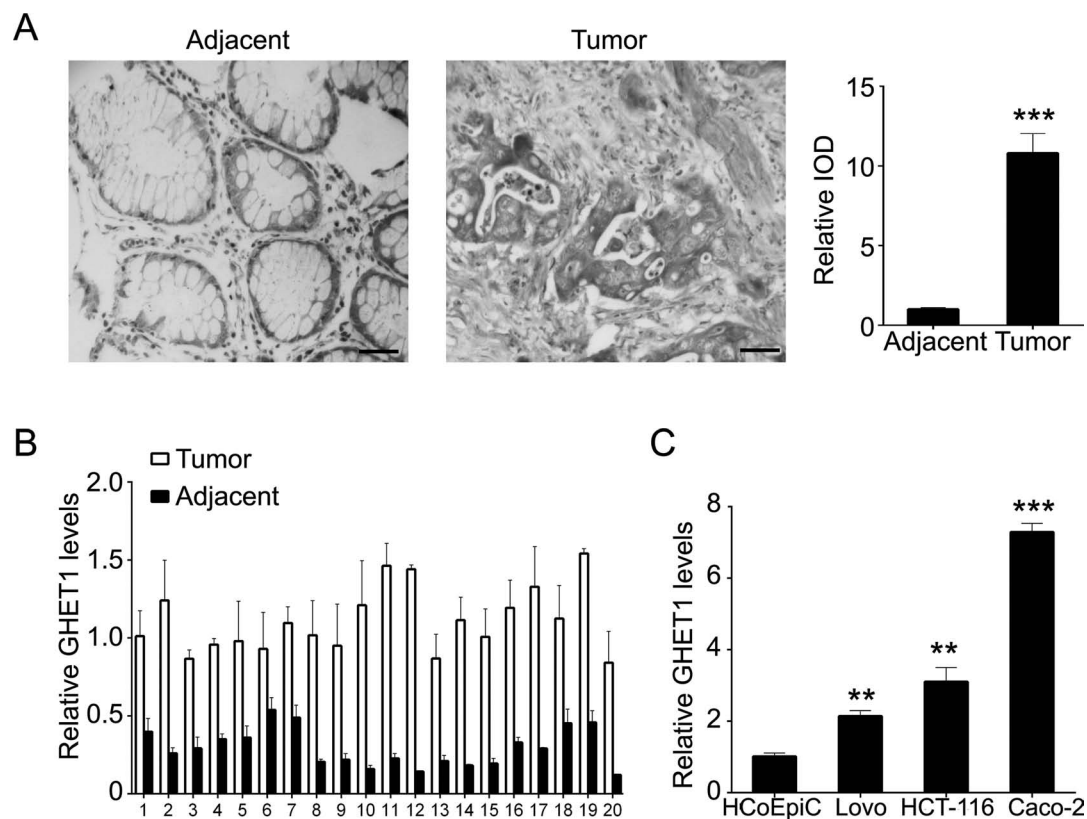 A
Adjacent
Tumor
Relative IOD
15
10
5
0
***
Adjacent Tumor
B
Tumor
Adjacent
Relative GHET1 levels
2.0
1.5
1.0
0.5
0
1 2 3 4 5 6 7 8 9 10 11 12 13 14 15 16 17 18 19 20
C
Relative GHET1 levels
8
6
4
2
0
**
**
***
HCoEpiC Lovo HCT-116 Caco-2